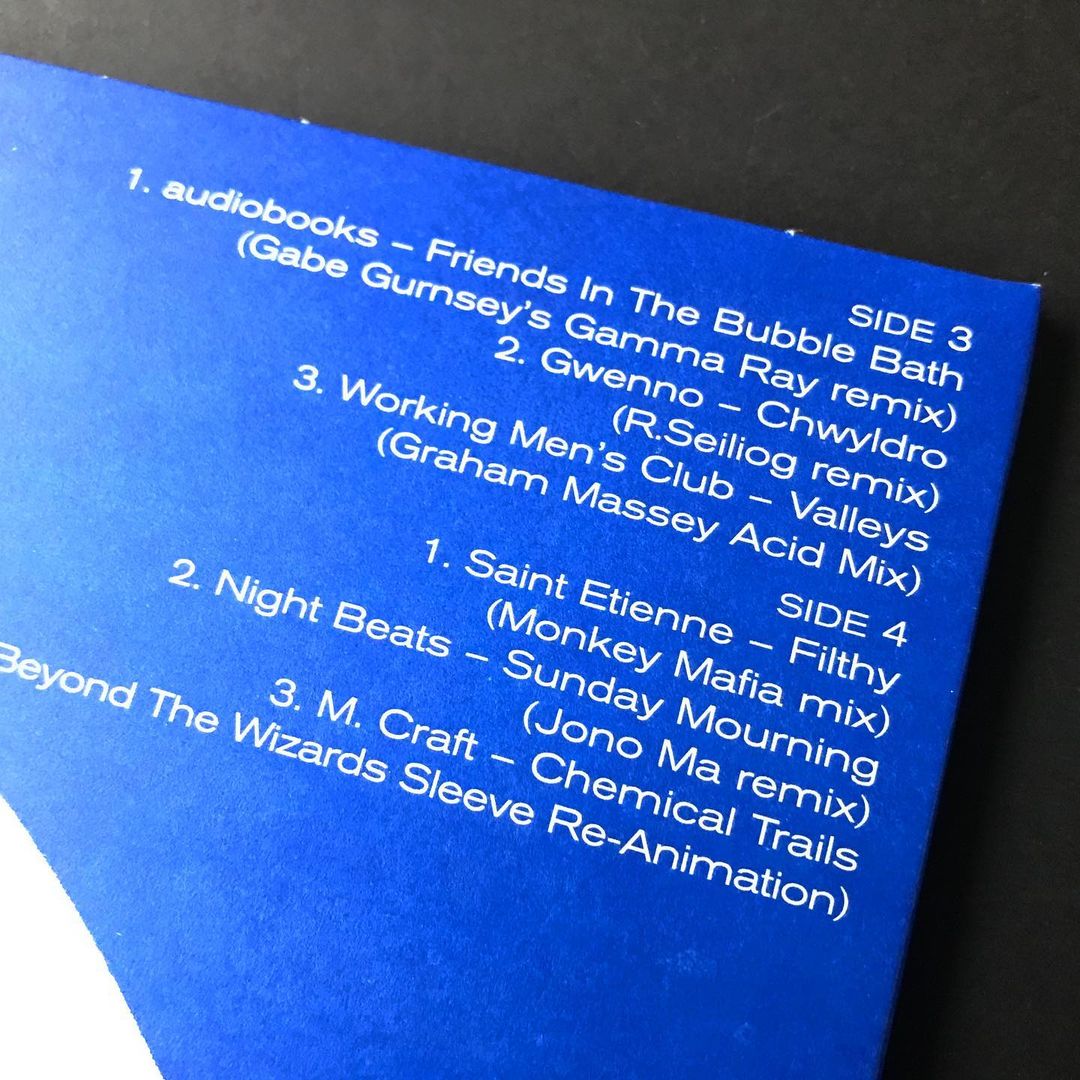 SIDE 3
1. audiobooks – Friends In The Bubble Bath
(Gabe Gurnsey's Gamma Ray remix)
2. Gwenno – Chwyldro
(R.Seiliog remix)
3. Working Men's Club – Valleys
(Graham Massey Acid Mix)
SIDE 4
1. Saint Etienne – Filthy
(Monkey Mafia mix)
2. Night Beats – Sunday Mourning
(Jono Ma remix)
3. M. Craft – Chemical Trails
Beyond The Wizards Sleeve Re-Animation)